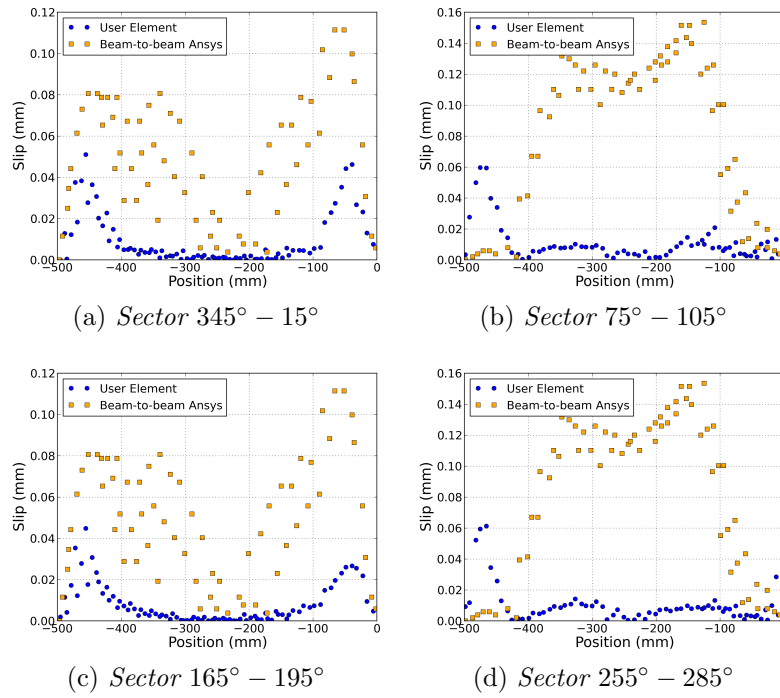 0.12
0.10
0.08
0.06
0.04
0.02
0.00
Slip (mm)
User Element
Beam-to-beam Ansys
−500 −400 −300 −200 −100 0
Position (mm)
(a) Sector 345° − 15°
0.16
0.14
0.12
0.10
0.08
0.06
0.04
0.02
0.00
Slip (mm)
User Element
Beam-to-beam Ansys
−500 −400 −300 −200 −100
Position (mm)
(b) Sector 75° − 105°
0.12
0.10
0.08
0.06
0.04
0.02
0.00
Slip (mm)
User Element
Beam-to-beam Ansys
−500 −400 −300 −200 −100 0
Position (mm)
(c) Sector 165° − 195°
0.16
0.14
0.12
0.10
0.08
0.06
0.04
0.02
0.00
Slip (mm)
User Element
Beam-to-beam Ansys
−500 −400 −300 −200 −100
Position (mm)
(d) Sector 255° − 285°